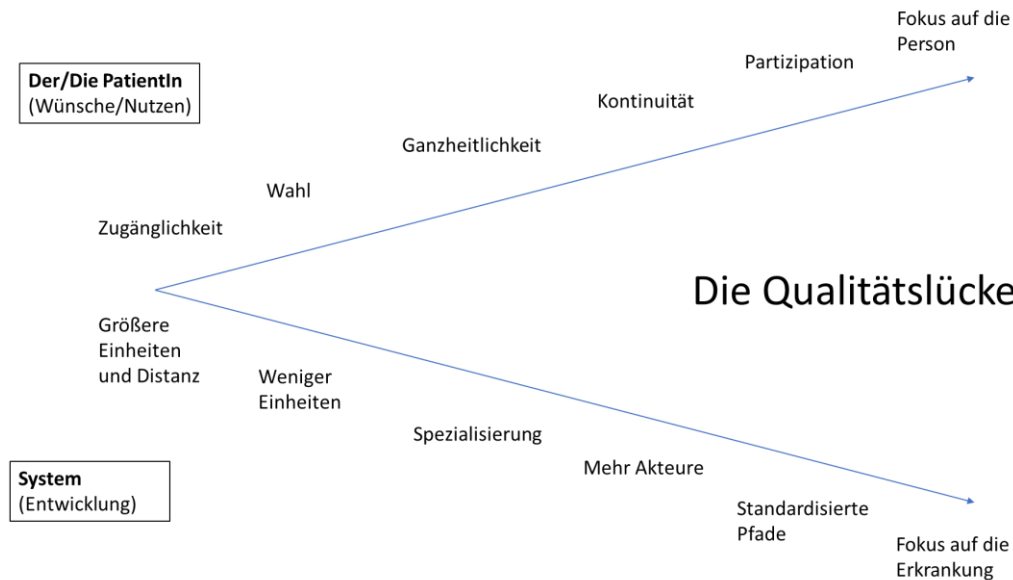 Fokus auf die
Person
Partizipation
Der/Die PatientIn
(Wünsche/Nutzen)
Kontinuität
Ganzheitlichkeit
Wahl
Zugänglichkeit
Die Qualitätslücke
Größere
Einheiten
und Distanz
Weniger
Einheiten
Spezialisierung
Mehr Akteure
System
(Entwicklung)
Standardisierte
Pfade
Fokus auf die
Erkrankung